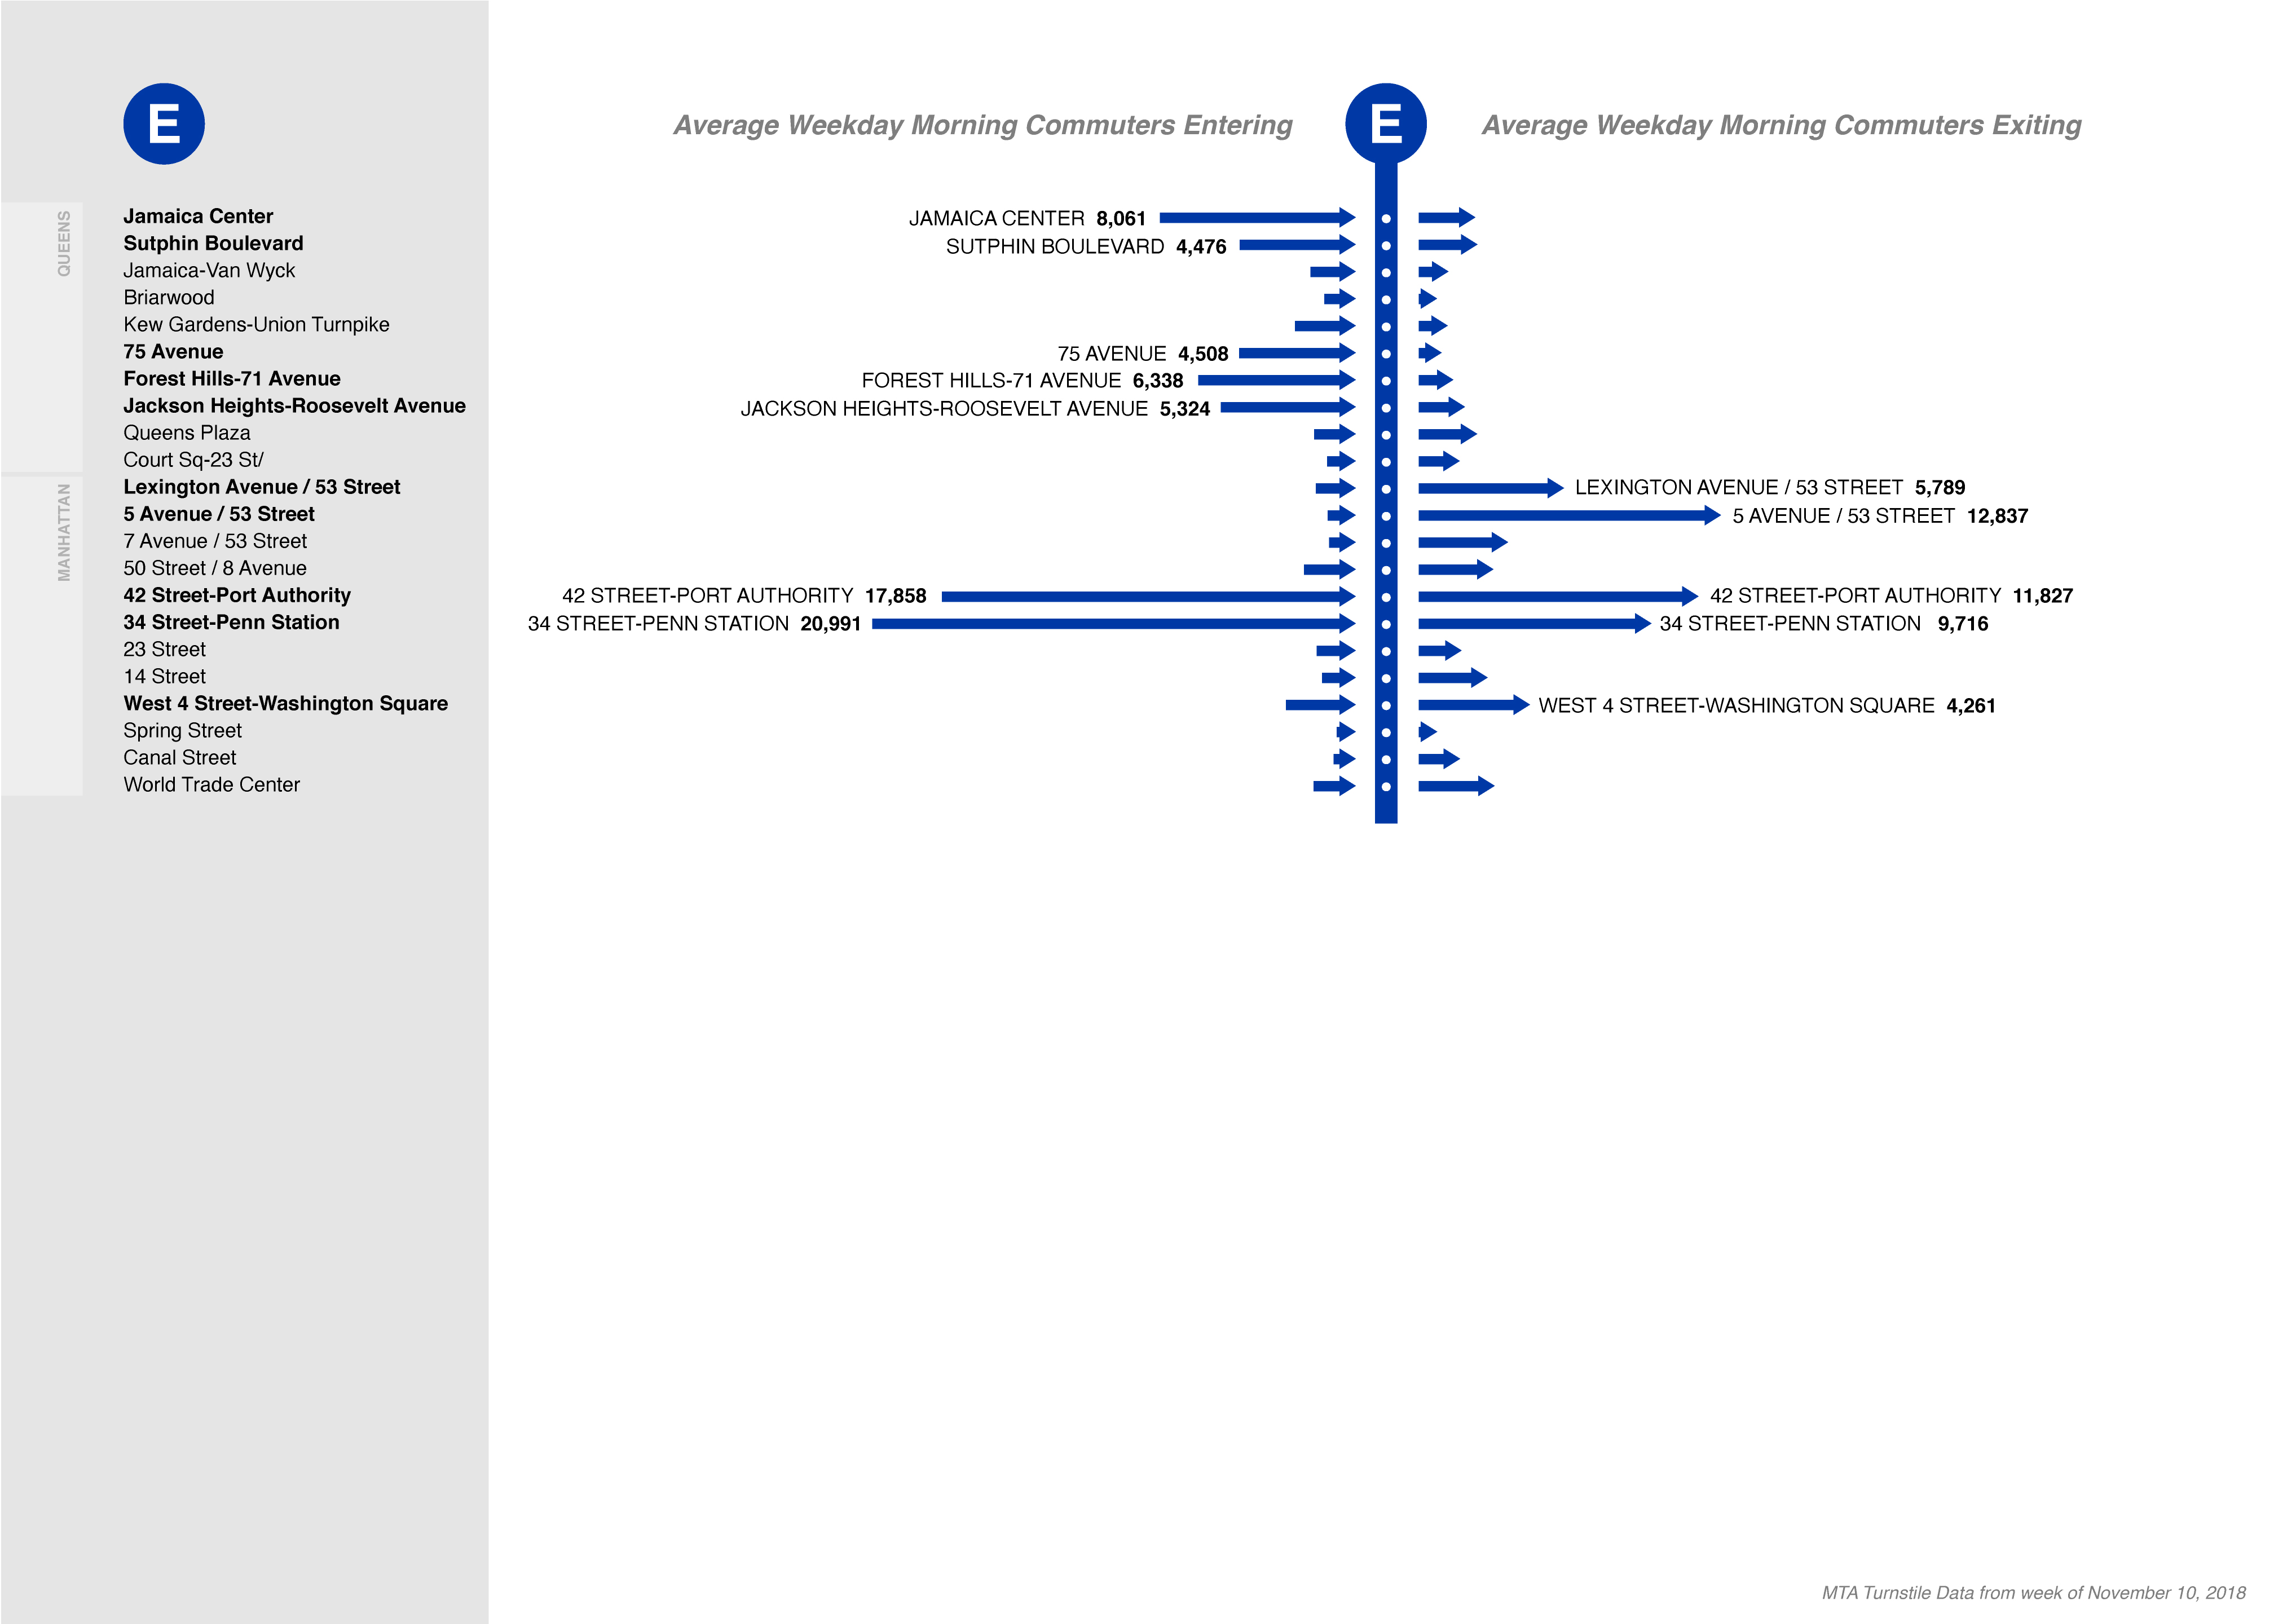 E
QUEENS
Jamaica Center
Sutphin Boulevard
Jamaica-Van Wyck
Briarwood
Kew Gardens-Union Turnpike
75 Avenue
Forest Hills-71 Avenue
Jackson Heights-Roosevelt Avenue
Queens Plaza
Court Sq-23 St/
MANHATTAN
Lexington Avenue / 53 Street
5 Avenue / 53 Street
7 Avenue / 53 Street
50 Street / 8 Avenue
42 Street-Port Authority
34 Street-Penn Station
23 Street
14 Street
West 4 Street-Washington Square
Spring Street
Canal Street
World Trade Center
Average Weekday Morning Commuters Entering
E
Average Weekday Morning Commuters Exiting
JAMAICA CENTER 8,061
SUTPHIN BOULEVARD 4,476
75 AVENUE 4,508
FOREST HILLS-71 AVENUE 6,338
JACKSON HEIGHTS-ROOSEVELT AVENUE 5,324
42 STREET-PORT AUTHORITY 17,858
34 STREET-PENN STATION 20,991
LEXINGTON AVENUE / 53 STREET 5,789
5 AVENUE / 53 STREET 12,837
42 STREET-PORT AUTHORITY 11,827
34 STREET-PENN STATION 9,716
WEST 4 STREET-WASHINGTON SQUARE 4,261
MTA Turnstile Data from week of November 10, 2018